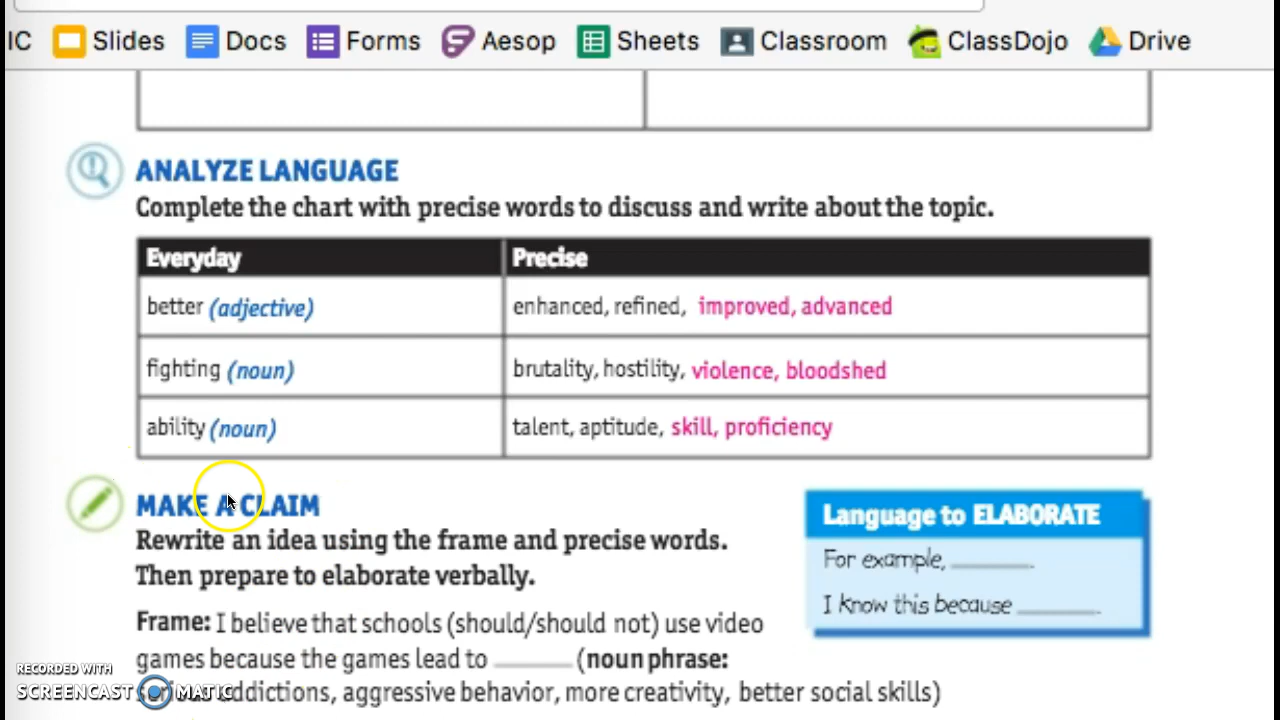 IC Slides Docs Forms Aesop Sheets Classroom ClassDojo Drive
ANALYZE LANGUAGE
Complete the chart with precise words to discuss and write about the topic.
Everyday Precise
better (adjective) enhanced, refined, improved, advanced
fighting (noun) brutality, hostility, violence, bloodshed
ability (noun) talent, aptitude, skill, proficiency
MAKE A CLAIM
Rewrite an idea using the frame and precise words.
Then prepare to elaborate verbally.
Language to ELABORATE
For example, ________.
I know this because ________.
Frame: I believe that schools (should/should not) use video
games because the games lead to ________ (noun phrase:
addictions, aggressive behavior, more creativity, better social skills)
RECORDED WITH
SCREENCAST MATIC